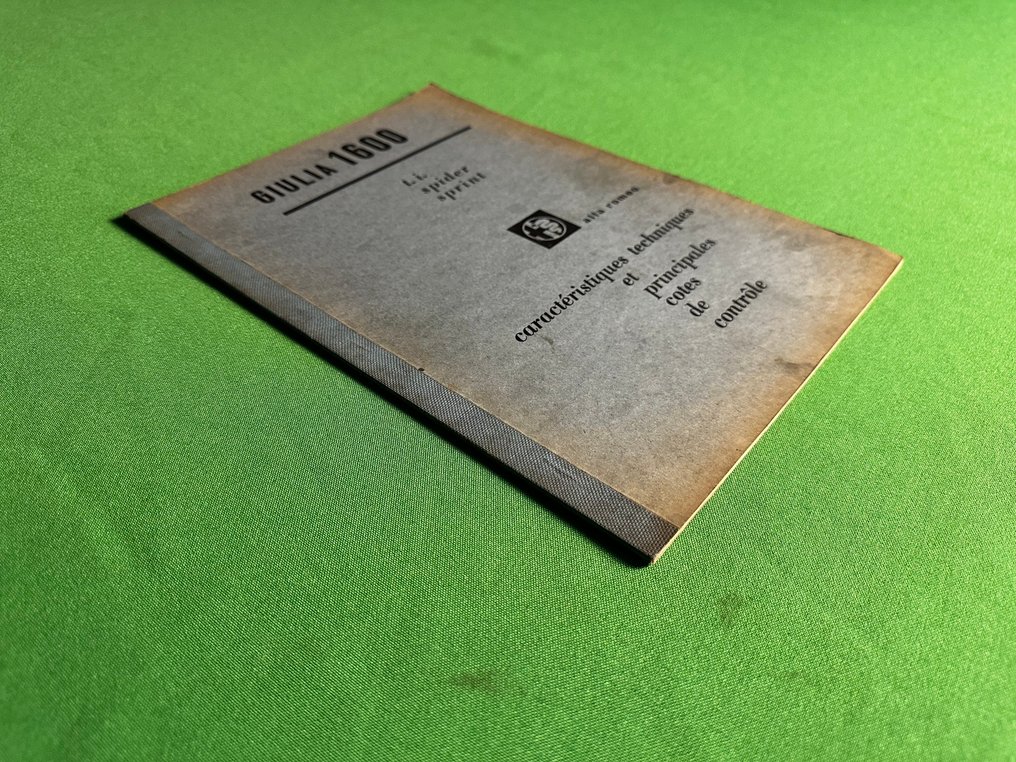 GIULIA 1600
t. i.
spider
sprint
alfa romeo
caractéristiques techniques
et
principales
cotes
de
contrôle